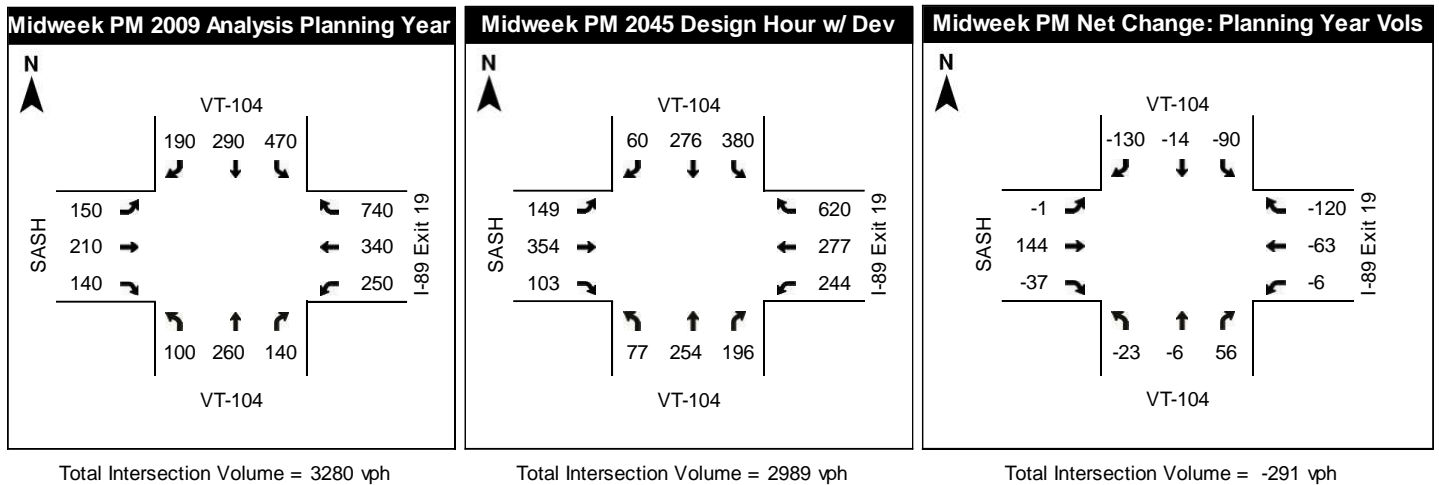 Midweek PM 2009 Analysis Planning Year
N
VT-104
190 290 470
150
210
140
SASH
740
340
250
I-89 Exit 19
100 260 140
VT-104
Total Intersection Volume = 3280 vph
Midweek PM 2045 Design Hour w/ Dev
N
VT-104
60 276 380
149
354
103
SASH
620
277
244
I-89 Exit 19
77 254 196
VT-104
Total Intersection Volume = 2989 vph
Midweek PM Net Change: Planning Year Vols
N
VT-104
-130 -14 -90
-1
144
-37
SASH
-120
-63
-6
I-89 Exit 19
-23 -6 56
VT-104
Total Intersection Volume = -291 vph